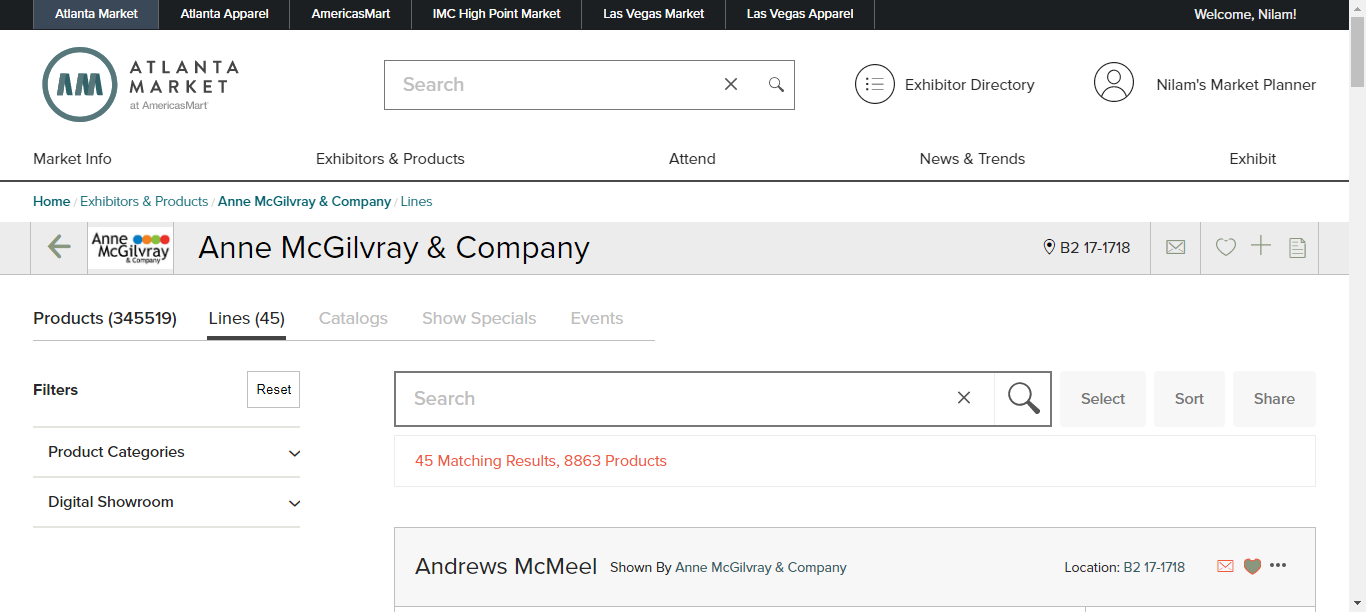 Atlanta Market Atlanta Apparel AmericasMart IMC High Point Market Las Vegas Market Las Vegas Apparel Welcome, Nilam!
AM ATLANTA
MARKET
at AmericasMart
Search
Exhibitor Directory
Nilam's Market Planner
Market Info Exhibitors & Products Attend News & Trends Exhibit
Home / Exhibitors & Products / Anne McGilvray & Company / Lines
Anne
McGilvray
& Company
Anne McGilvray & Company
B2 17-1718
Products (345519) Lines (45) Catalogs Show Specials Events
Filters Reset
Search
Select Sort Share
Product Categories
45 Matching Results, 8863 Products
Digital Showroom
Andrews McMeel Shown By Anne McGilvray & Company Location: B2 17-1718